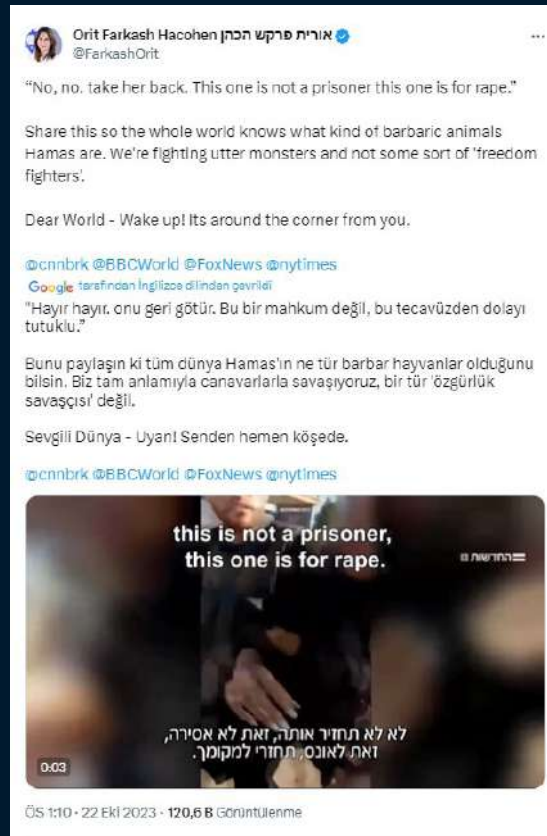 Orit Farkash Hacohen אורית פרקש הכהן
@FarkashOrit
“No, no. take her back. This one is not a prisoner this one is for rape.”
Share this so the whole world knows what kind of barbaric animals
Hamas are. We're fighting utter monsters and not some sort of 'freedom
fighters'.
Dear World - Wake up! Its around the corner from you.
@cnnbrk @BBCWorld @FoxNews @nytimes
Google tarafından İngilizce dilinden çevrildi
"Hayır hayır. onu geri götür. Bu bir mahkum değil, bu tecavüzden dolayı
tutuklu.”
Bunu paylaşın ki tüm dünya Hamas'ın ne tür barbar hayvanlar olduğunu
bilsin. Biz tam anlamıyla canavarlarla savaşıyoruz, bir tür 'özgürlük
savaşçısı' değil.
Sevgili Dünya - Uyan! Senden hemen köşede.
@cnnbrk @BBCWorld @FoxNews @nytimes
this is not a prisoner,
this one is for rape.
החדשות
לא לא תחזיר אותה, זאת לא אסירה,
זאת לאונס, תחזרי למקומך.
0:03
ÖS 1:10 · 22 Eki 2023 · 120,6 B Görüntülenme